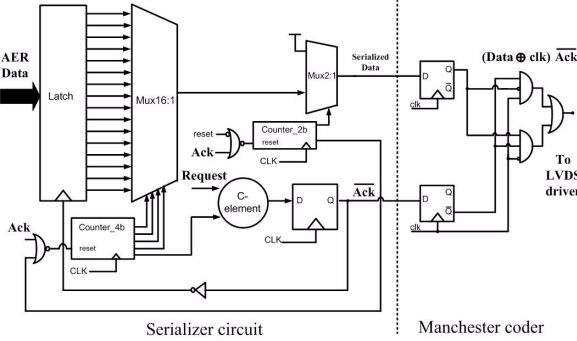 AER
Data
Latch
Mux16:1
Mux2:1
Serialized
Data
D Q
Q
clk
(Data ⊕ clk) Ack
reset
Ack
Counter_2b
reset
CLK
Request
C-
element
D Q
CLK
Ack
D Q
Q
clk
To
LVDS
driver
Ack
Counter_4b
reset
CLK
Serializer circuit
Manchester coder